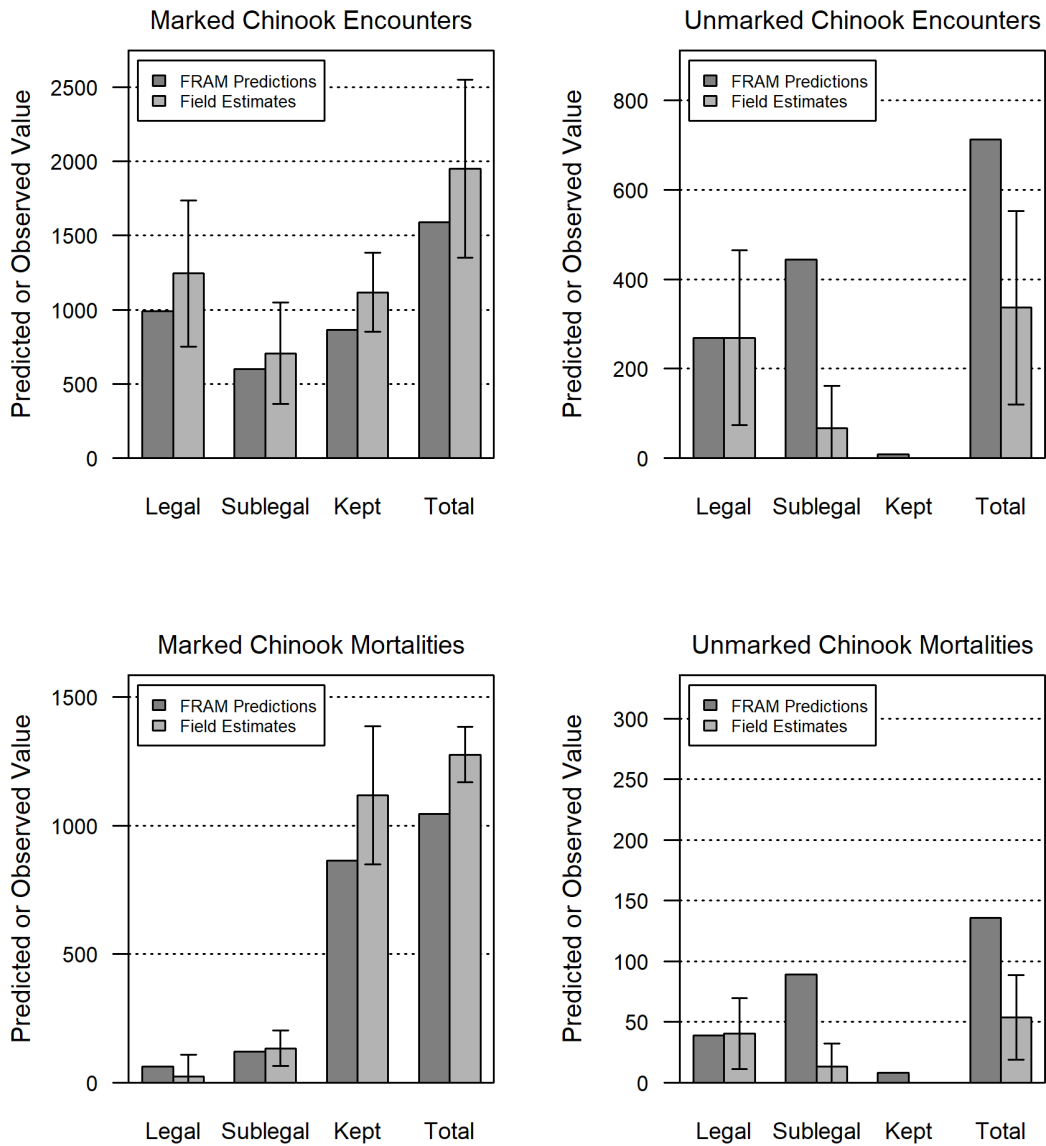 Marked Chinook Encounters
Predicted or Observed Value
2500
2000
1500
1000
500
0
FRAM Predictions
Field Estimates
Legal Sublegal Kept Total
Unmarked Chinook Encounters
Predicted or Observed Value
800
600
400
200
0
FRAM Predictions
Field Estimates
Legal Sublegal Kept Total
Marked Chinook Mortalities
Predicted or Observed Value
1500
1000
500
0
FRAM Predictions
Field Estimates
Legal Sublegal Kept Total
Unmarked Chinook Mortalities
Predicted or Observed Value
300
250
200
150
100
50
0
FRAM Predictions
Field Estimates
Legal Sublegal Kept Total